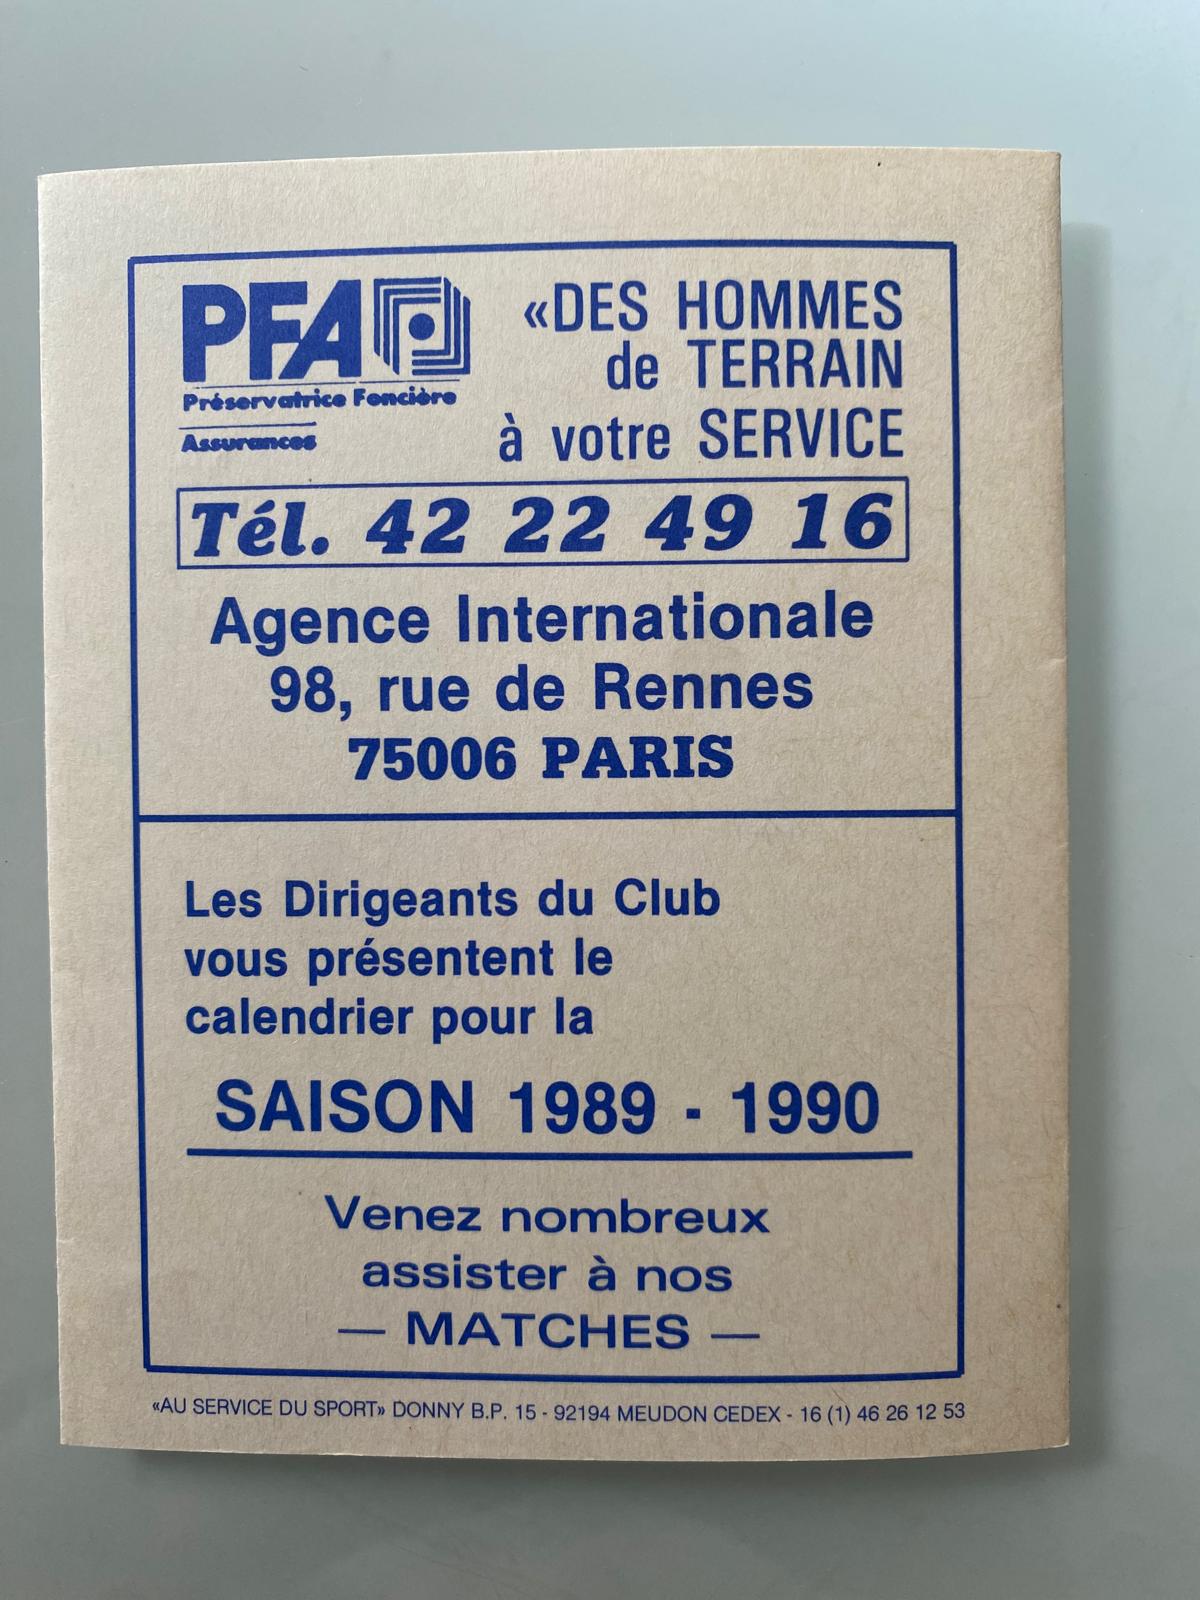 PFA
Préservatrice Foncière
Assurances
«DES HOMMES
de TERRAIN
à votre SERVICE
Tél. 42 22 49 16
Agence Internationale
98, rue de Rennes
75006 PARIS
Les Dirigeants du Club
vous présentent le
calendrier pour la
SAISON 1989 - 1990
Venez nombreux
assister à nos
— MATCHES —
«AU SERVICE DU SPORT» DONNY B.P. 15 - 92194 MEUDON CEDEX - 16 (1) 46 26 12 53